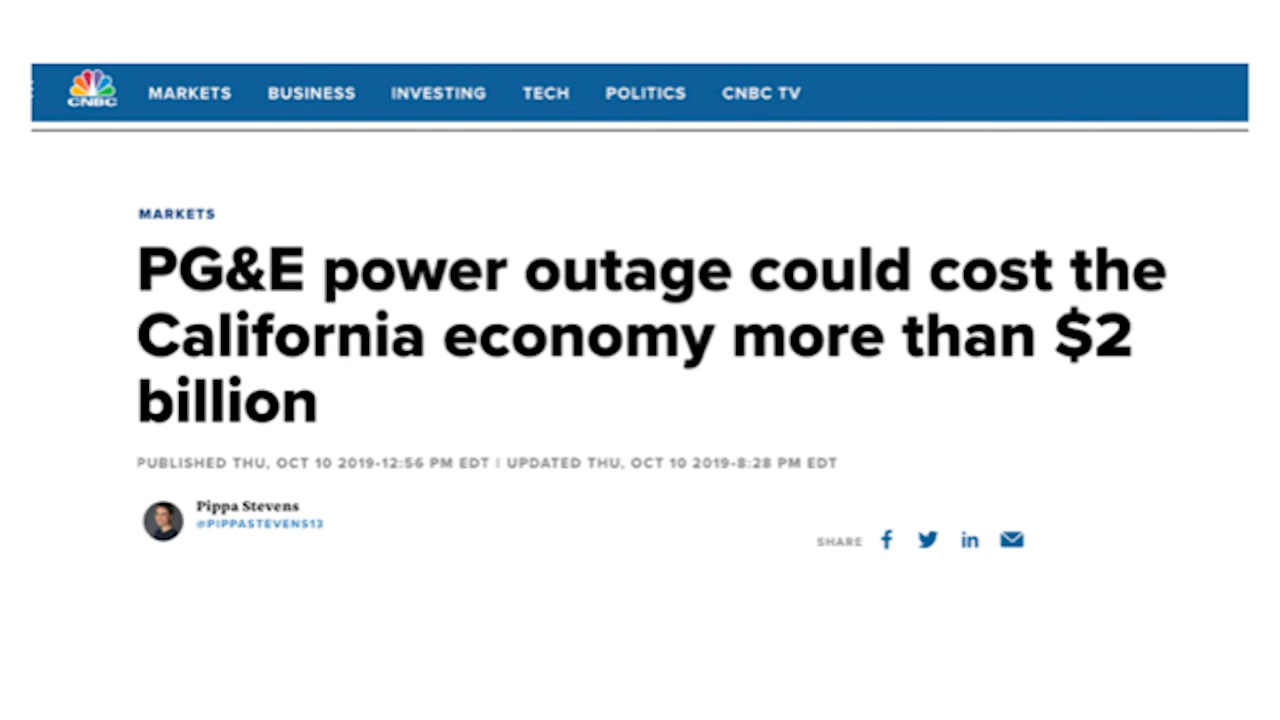 CNBC MARKETS BUSINESS INVESTING TECH POLITICS CNBC TV
MARKETS
PG&E power outage could cost the
California economy more than $2
billion
PUBLISHED THU, OCT 10 2019-12:56 PM EDT | UPDATED THU, OCT 10 2019-8:28 PM EDT
Pippa Stevens
@PIPPASTEVENS13
SHARE